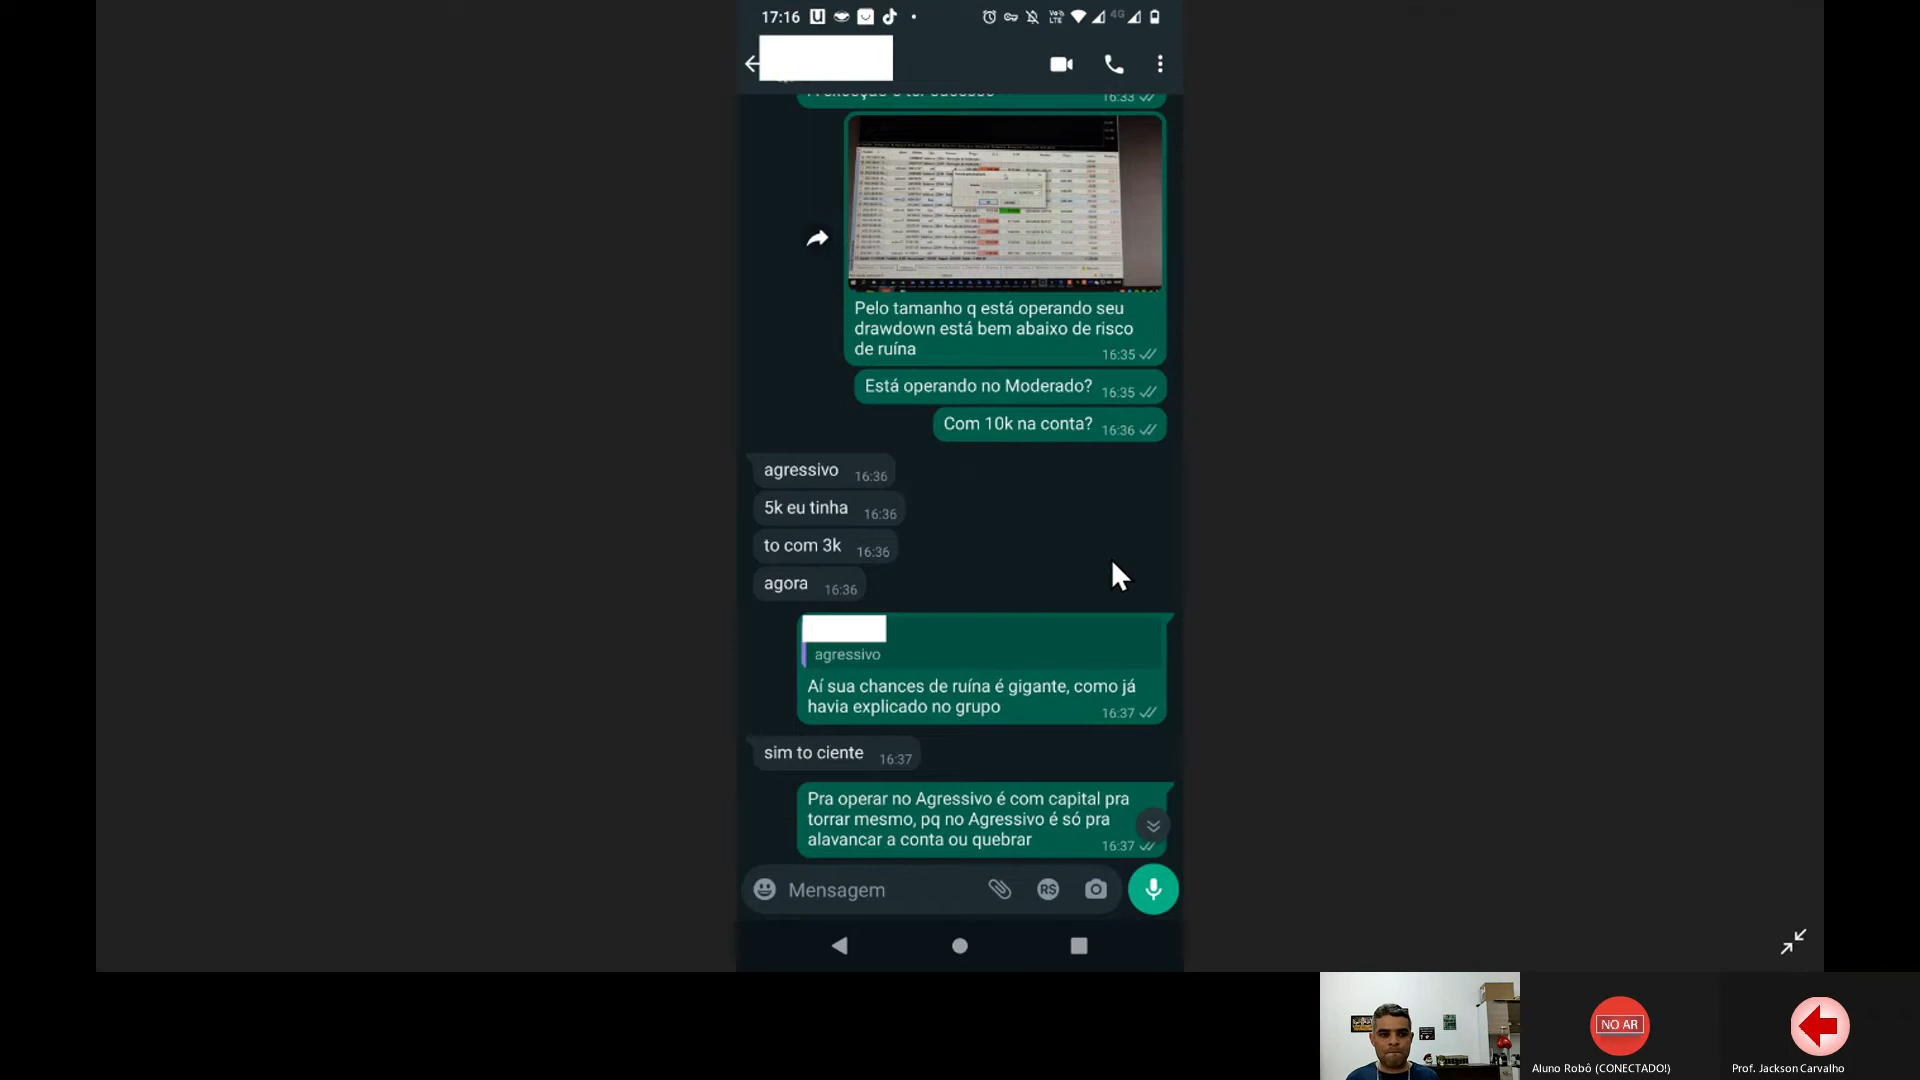 17:16
4G
16:33
Pelo tamanho q está operando seu
drawdown está bem abaixo de risco
de ruína
16:35
Está operando no Moderado? 16:35
Com 10k na conta? 16:36
agressivo 16:36
5k eu tinha 16:36
to com 3k 16:36
agora 16:36
agressivo
Aí sua chances de ruína é gigante, como já
havia explicado no grupo
16:37
sim to ciente 16:37
Pra operar no Agressivo é com capital pra
torrar mesmo, pq no Agressivo é só pra
alavancar a conta ou quebrar
16:37
Mensagem
R$
NO AR
Aluno Robô (CONECTADO!)
Prof. Jackson Carvalho